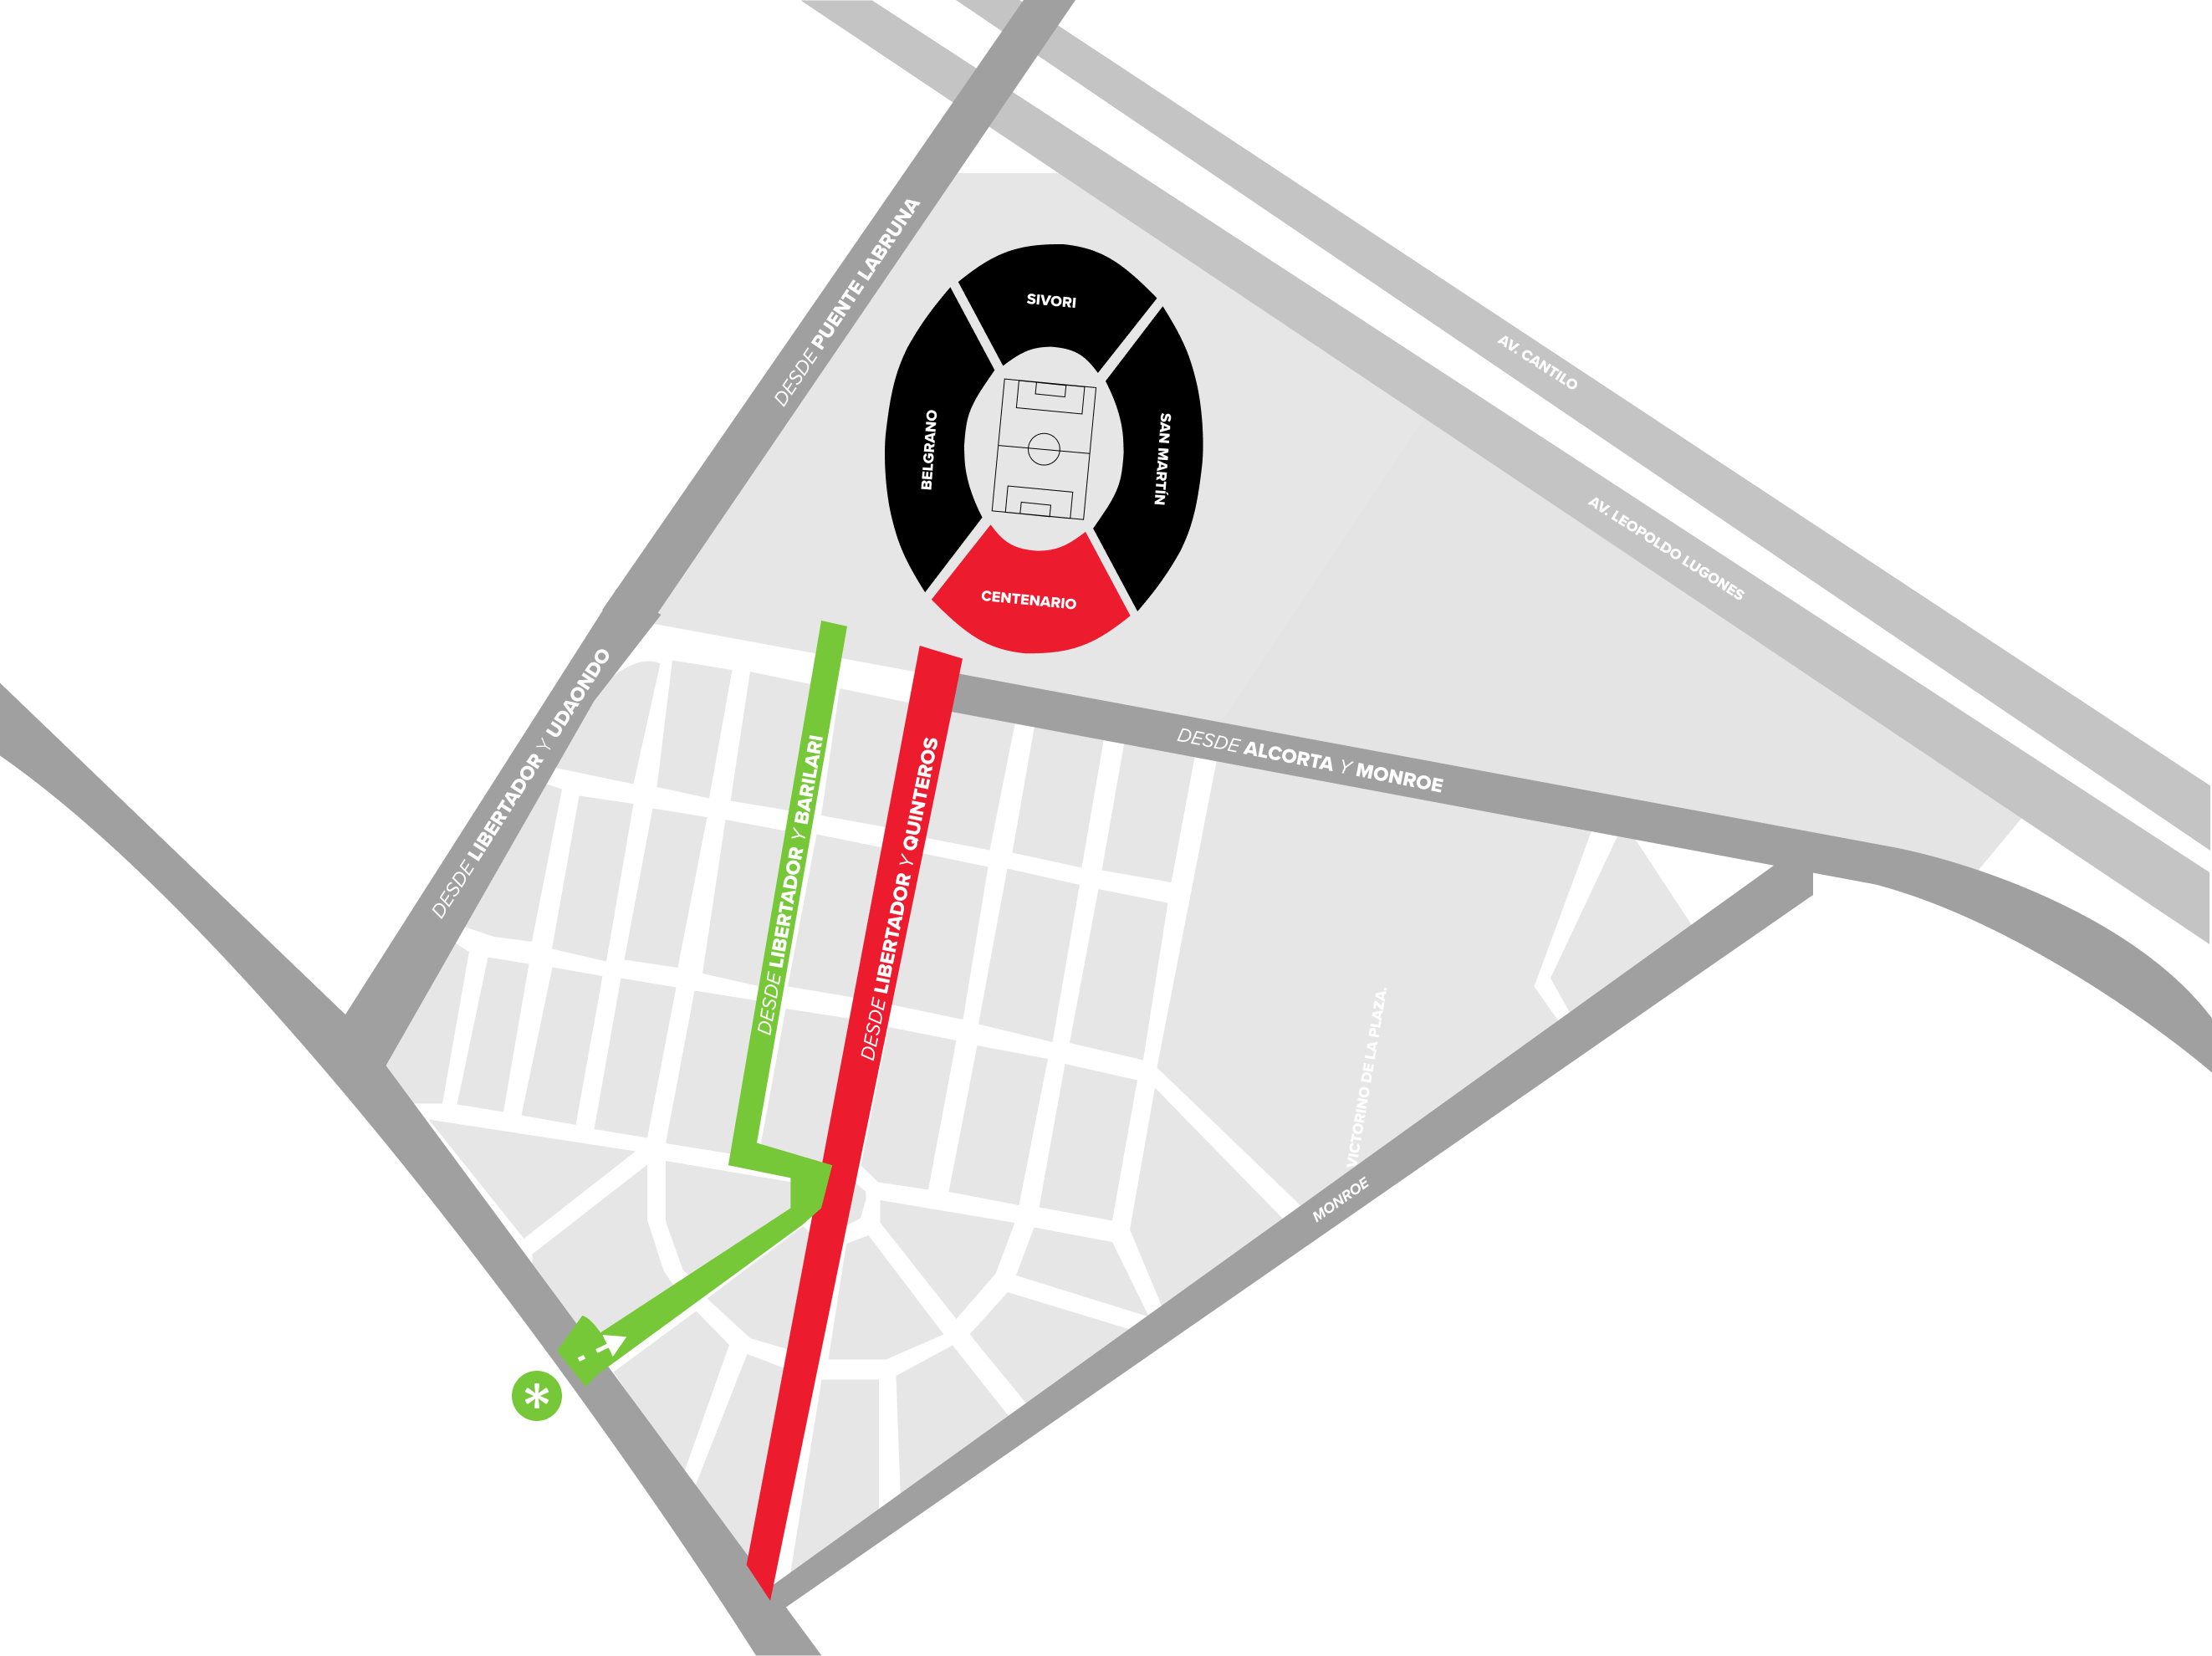 DESDE PUENTE LABRUNA
SIVORI
BELGRANO
SAN MARTÍN
CENTENARIO
AV. CANTILO
AV. LEOPOLDO LUGONES
DESDE LIBERTADOR Y UDAONDO
DESDE LIBERTADOR Y BARILARI
DESDE LIBERTADOR Y QUINTEROS
DESDE ALCORTA Y MONROE
VICTORINO DE LA PLAZA.
MONROE
*